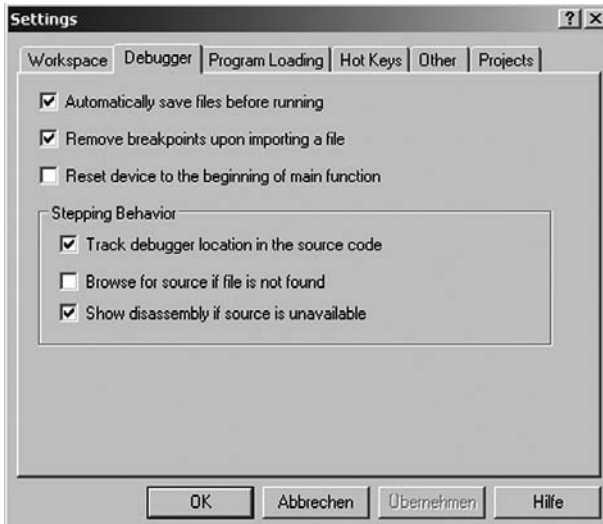 Settings
Workspace Debugger Program Loading Hot Keys Other Projects
Automatically save files before running
Remove breakpoints upon importing a file
Reset device to the beginning of main function
Stepping Behavior
Track debugger location in the source code
Browse for source if file is not found
Show disassembly if source is unavailable
OK Abbrechen Übernehmen Hilfe